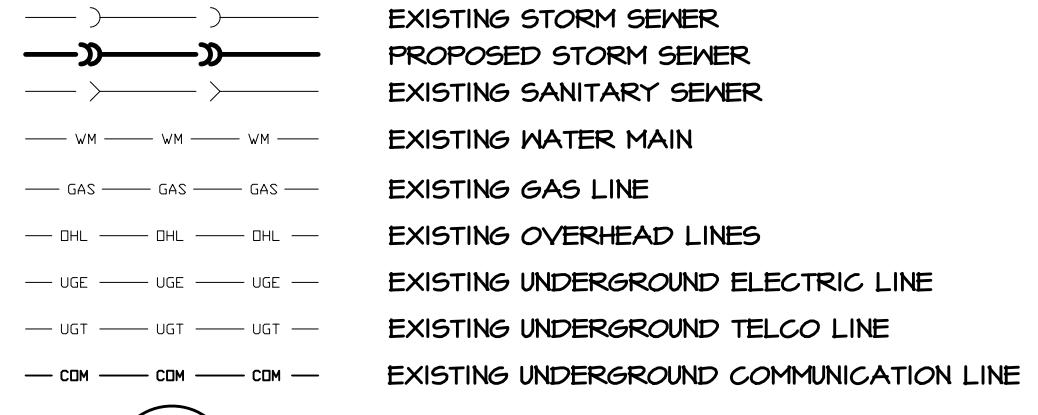 EXISTING STORM SEWER
PROPOSED STORM SEWER
EXISTING SANITARY SEWER
WM WM WM EXISTING WATER MAIN
GAS GAS GAS EXISTING GAS LINE
OHL OHL OHL EXISTING OVERHEAD LINES
UGE UGE UGE EXISTING UNDERGROUND ELECTRIC LINE
UGT UGT UGT EXISTING UNDERGROUND TELCO LINE
COM COM COM EXISTING UNDERGROUND COMMUNICATION LINE